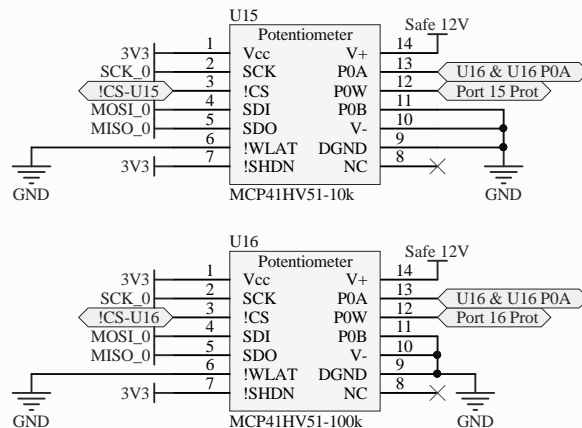 U15
Potentiometer
Safe 12V
3V3 1 Vcc V+ 14
SCK_0 2 SCK P0A 13 U16 & U16 P0A
!CS-U15 3 !CS P0W 12 Port 15 Prot
MOSI_0 4 SDI P0B 11
MISO_0 5 SDO V- 10
6 !WLAT DGND 9
3V3 7 !SHDN NC 8
GND
GND
MCP41HV51-10k
U16
Potentiometer
Safe 12V
3V3 1 Vcc V+ 14
SCK_0 2 SCK P0A 13 U16 & U16 P0A
!CS-U16 3 !CS P0W 12 Port 16 Prot
MOSI_0 4 SDI P0B 11
MISO_0 5 SDO V- 10
6 !WLAT DGND 9
3V3 7 !SHDN NC 8
GND
GND
MCP41HV51-100k